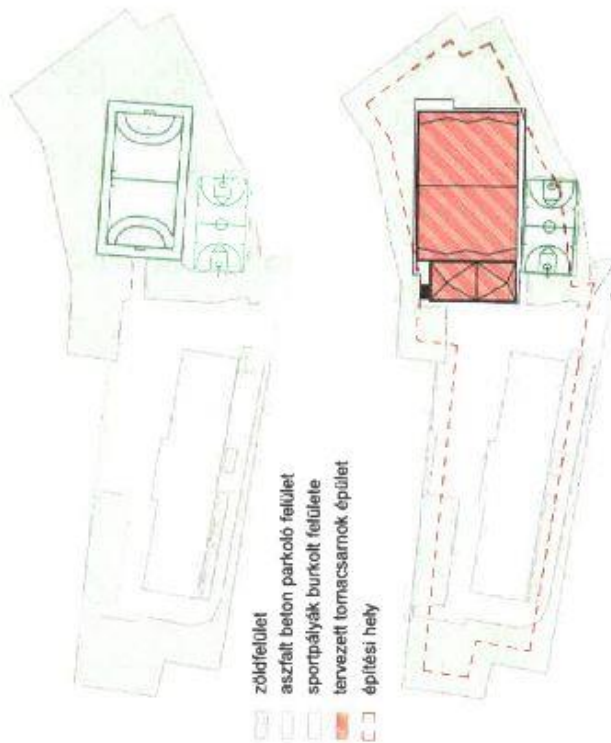 zöldfelület
aszfalt beton parkoló felület
sportpályák burkolt felülete
tervezett tornacsarnok épület
építési hely